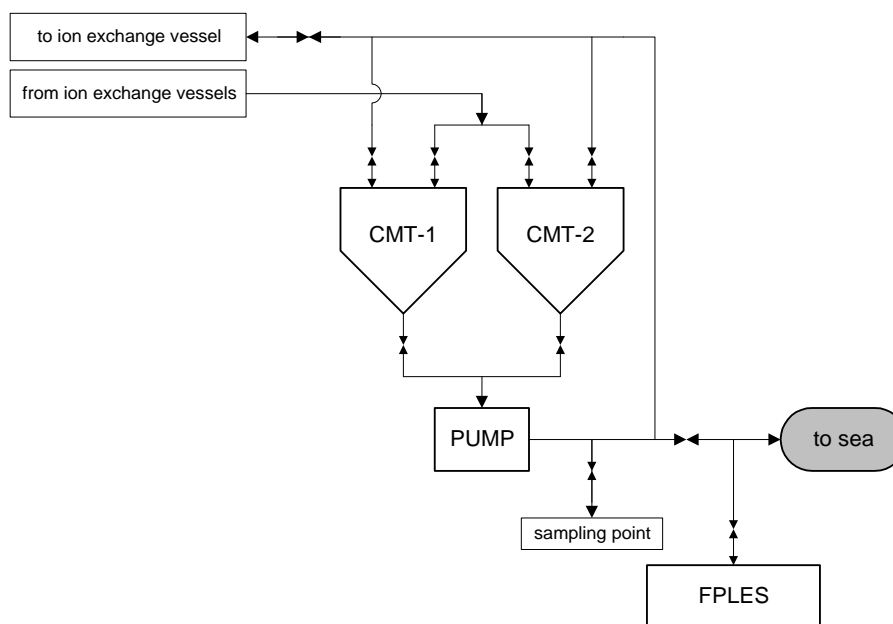 to ion exchange vessel
from ion exchange vessels
CMT-1
CMT-2
PUMP
to sea
sampling point
FPLES